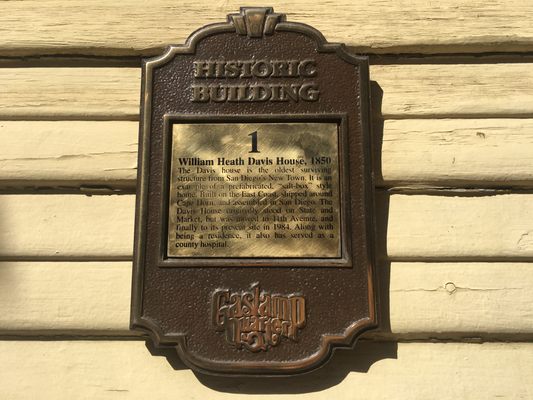 HISTORIC
BUILDING
1
William Heath Davis House, 1850
The Davis house is the oldest surviving
structure from San Diego's New Town. It is an
example of a prefabricated, "salt-box" style
home. Built on the East Coast, shipped around
Cape Horn, and assembled in San Diego. The
Davis House originally stood on State and
Market, but was moved to 11th Avenue, and
finally to its present site in 1984. Along with
being a residence, it also has served as a
county hospital.
Gaslamp
Quarter